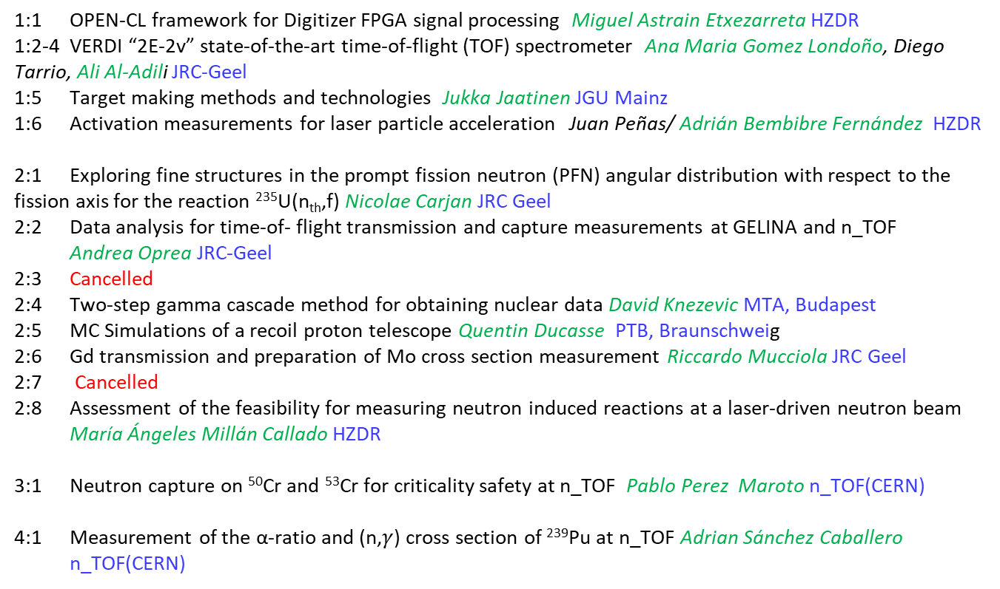 1:1 OPEN-CL framework for Digitizer FPGA signal processing Miguel Astrain Etxezarreta HZDR
1:2-4 VERDI “2E-2v” state-of-the-art time-of-flight (TOF) spectrometer Ana Maria Gomez Londoño, Diego
Tarrio, Ali Al-Adili JRC-Geel
1:5 Target making methods and technologies Jukka Jaatinen JGU Mainz
1:6 Activation measurements for laser particle acceleration Juan Peñas/ Adrián Bembibre Fernández HZDR
2:1 Exploring fine structures in the prompt fission neutron (PFN) angular distribution with respect to the
fission axis for the reaction ²³⁵U(nₜₕ,f) Nicolae Carjan JRC Geel
2:2 Data analysis for time-of- flight transmission and capture measurements at GELINA and n_TOF
Andrea Oprea JRC-Geel
2:3 Cancelled
2:4 Two-step gamma cascade method for obtaining nuclear data David Knezevic MTA, Budapest
2:5 MC Simulations of a recoil proton telescope Quentin Ducasse PTB, Braunschweig
2:6 Gd transmission and preparation of Mo cross section measurement Riccardo Mucciola JRC Geel
2:7 Cancelled
2:8 Assessment of the feasibility for measuring neutron induced reactions at a laser-driven neutron beam
María Ángeles Millán Callado HZDR
3:1 Neutron capture on ⁵⁰Cr and ⁵³Cr for criticality safety at n_TOF Pablo Perez Maroto n_TOF(CERN)
4:1 Measurement of the α-ratio and (n,γ) cross section of ²³⁹Pu at n_TOF Adrian Sánchez Caballero
n_TOF(CERN)